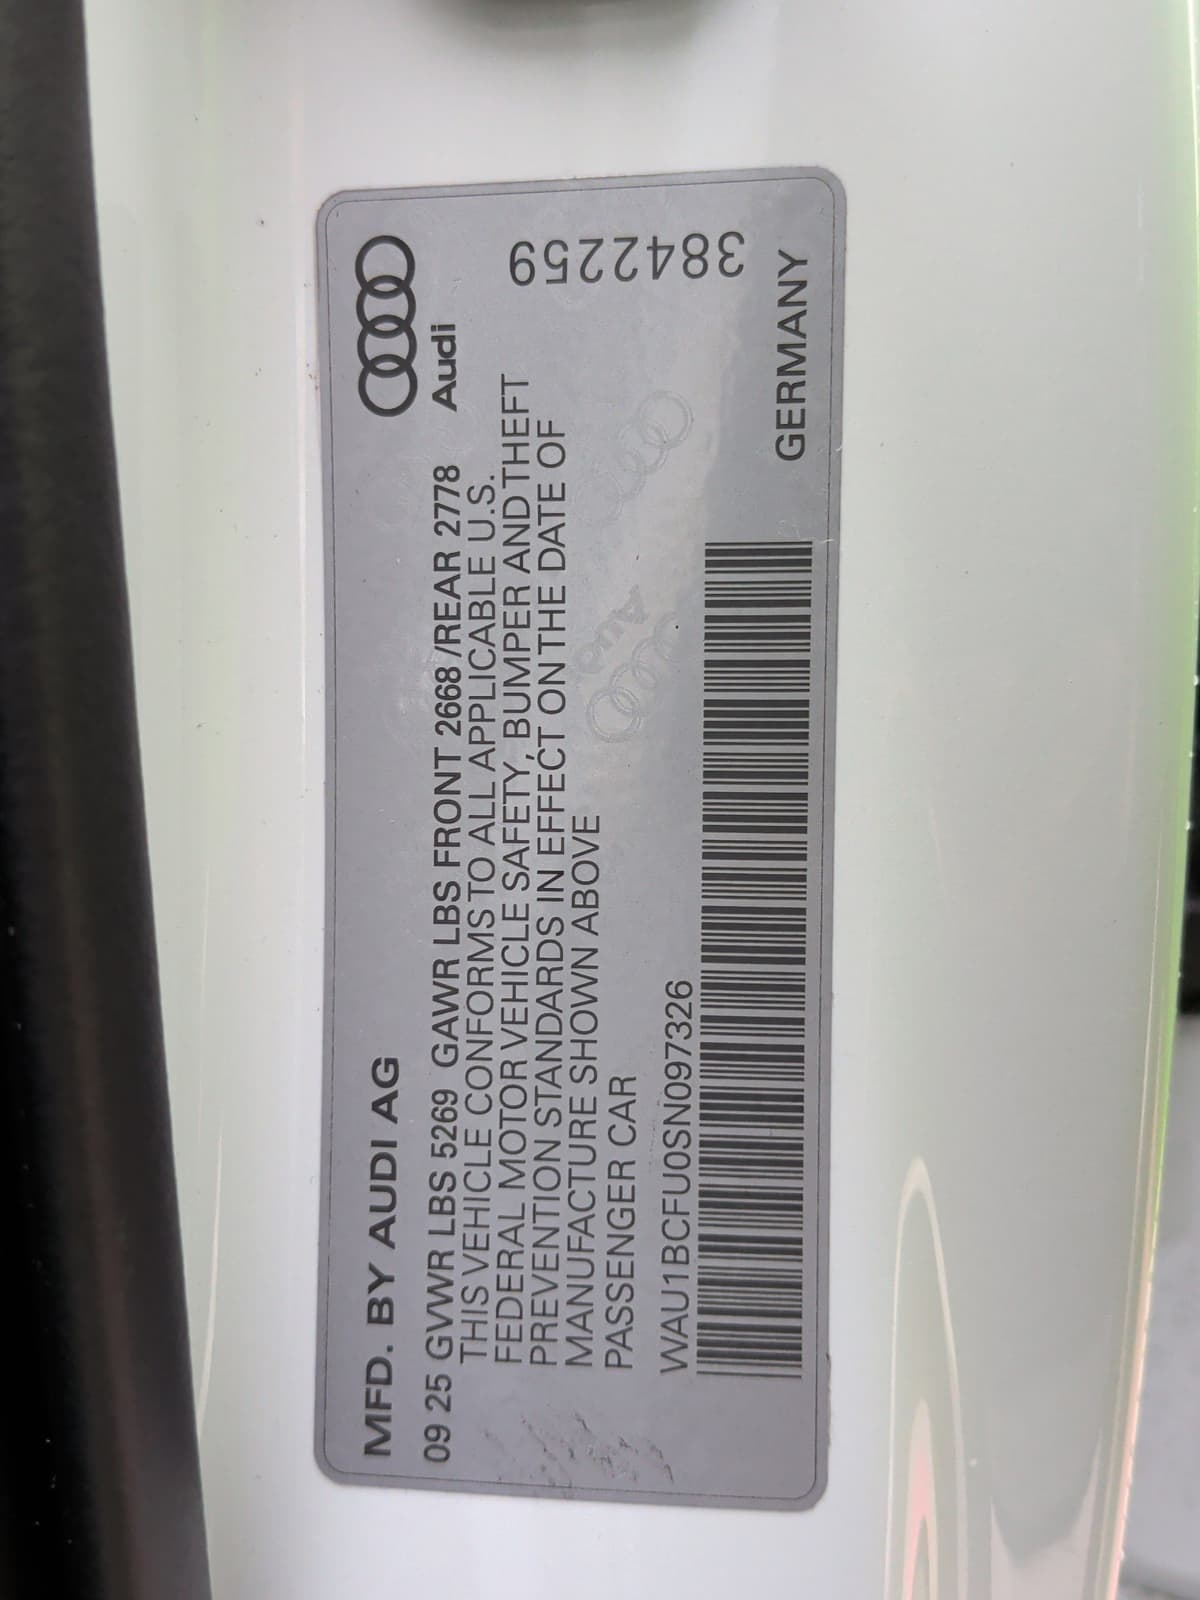 MFD. BY AUDI AG
Audi
09 25 GVWR LBS 5269 GAWR LBS FRONT 2668 /REAR 2778
THIS VEHICLE CONFORMS TO ALL APPLICABLE U.S.
FEDERAL MOTOR VEHICLE SAFETY, BUMPER AND THEFT
PREVENTION STANDARDS IN EFFECT ON THE DATE OF
MANUFACTURE SHOWN ABOVE
PASSENGER CAR
3842259
WAU1BCFU0SN097326
GERMANY
Audi